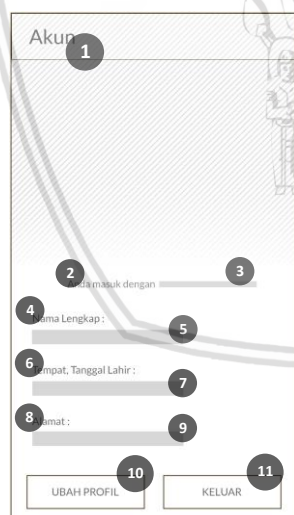 Akun
1
2
3
Anda masuk dengan
4
Nama Lengkap :
5
6
Tempat, Tanggal Lahir :
7
8
Alamat :
9
10
11
UBAH PROFIL
KELUAR